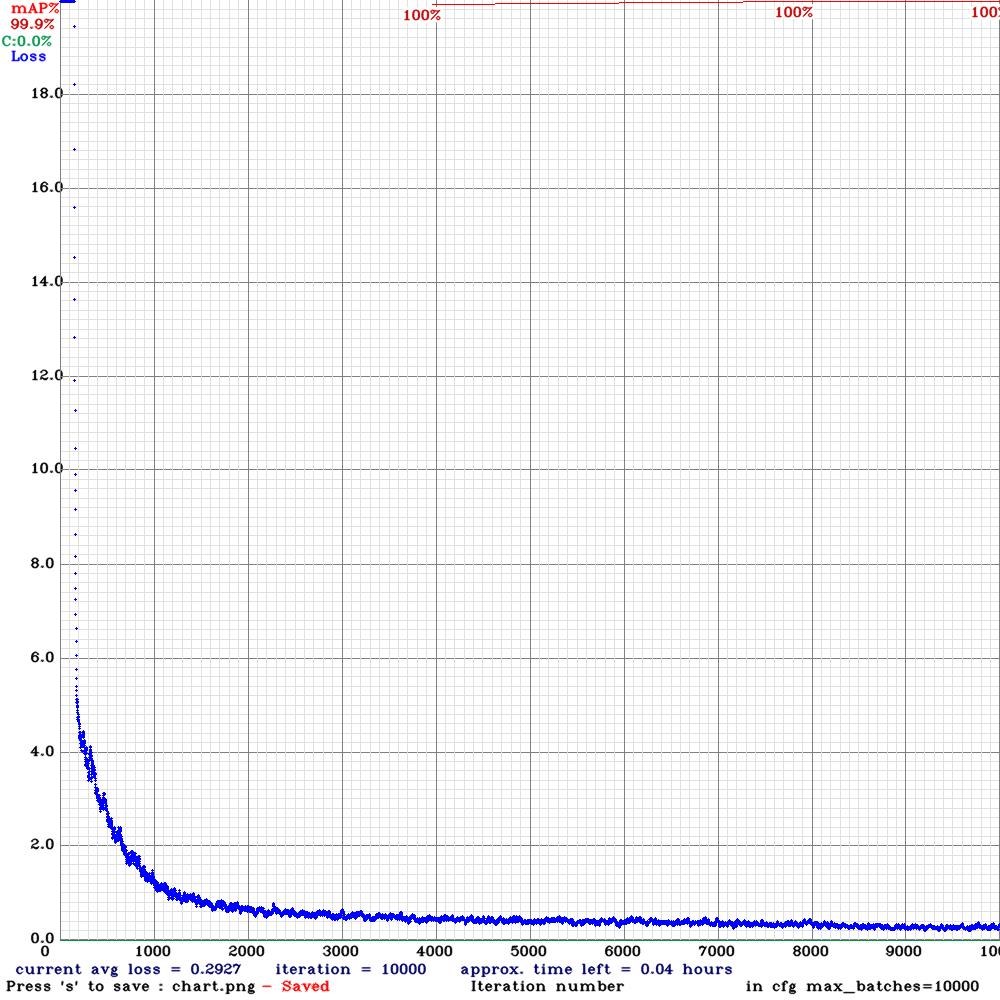 mAP%
99.9%
C:0.0%
Loss
100%
100%
100%
18.0
16.0
14.0
12.0
10.0
8.0
6.0
4.0
2.0
0.0
0 1000 2000 3000 4000 5000 6000 7000 8000 9000 100
current avg loss = 0.2927 iteration = 10000 approx. time left = 0.04 hours
Press 's' to save : chart.png - Saved Iteration number in cfg max_batches=10000